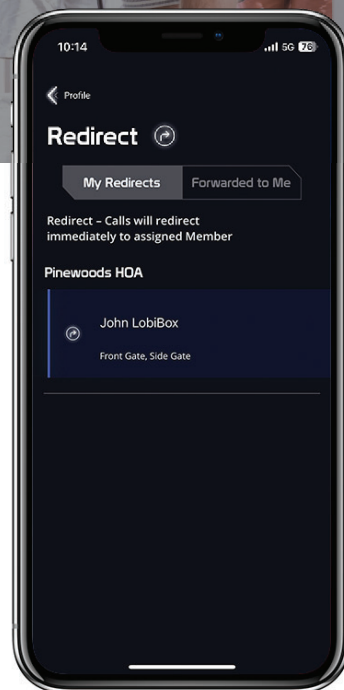 10:14
5G 76
Profile
Redirect
My Redirects Forwarded to Me
Redirect – Calls will redirect
immediately to assigned Member
Pinewoods HOA
John LobiBox
Front Gate, Side Gate